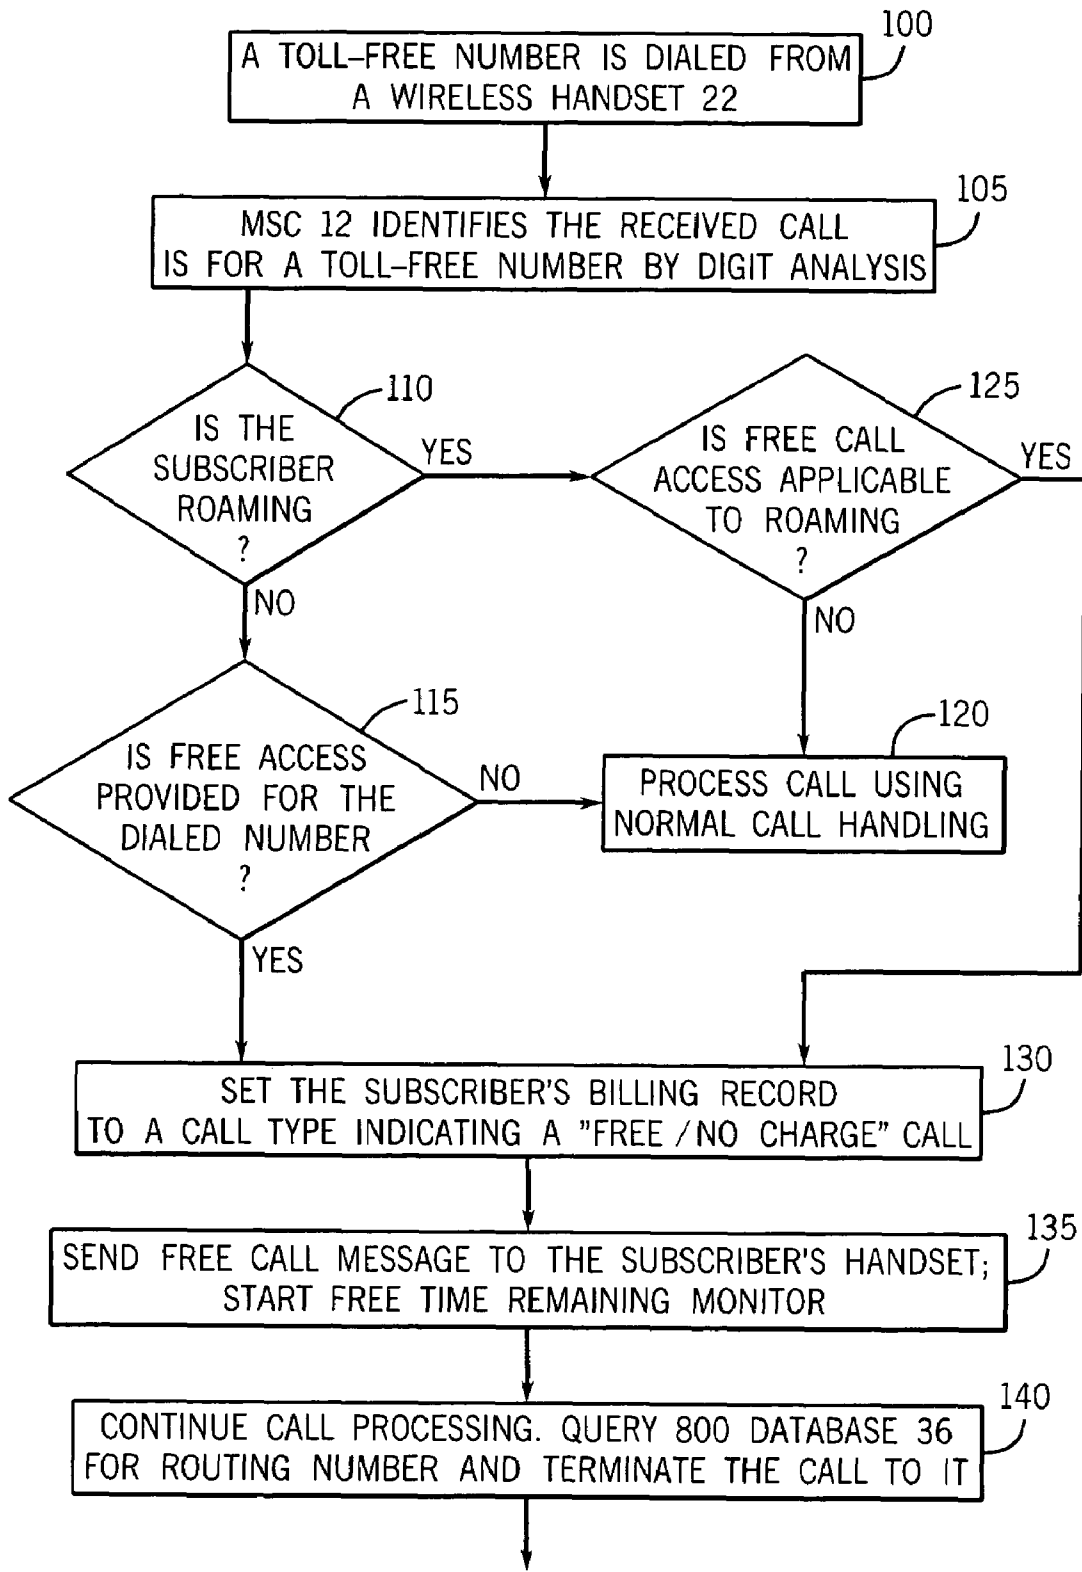 100
A TOLL–FREE NUMBER IS DIALED FROM
A WIRELESS HANDSET 22
105
MSC 12 IDENTIFIES THE RECEIVED CALL
IS FOR A TOLL–FREE NUMBER BY DIGIT ANALYSIS
110
IS THE
SUBSCRIBER
ROAMING
?
YES
NO
125
IS FREE CALL
ACCESS APPLICABLE
TO ROAMING
?
YES
NO
115
IS FREE ACCESS
PROVIDED FOR THE
DIALED NUMBER
?
NO
YES
120
PROCESS CALL USING
NORMAL CALL HANDLING
130
SET THE SUBSCRIBER'S BILLING RECORD
TO A CALL TYPE INDICATING A "FREE / NO CHARGE" CALL
135
SEND FREE CALL MESSAGE TO THE SUBSCRIBER'S HANDSET;
START FREE TIME REMAINING MONITOR
140
CONTINUE CALL PROCESSING. QUERY 800 DATABASE 36
FOR ROUTING NUMBER AND TERMINATE THE CALL TO IT